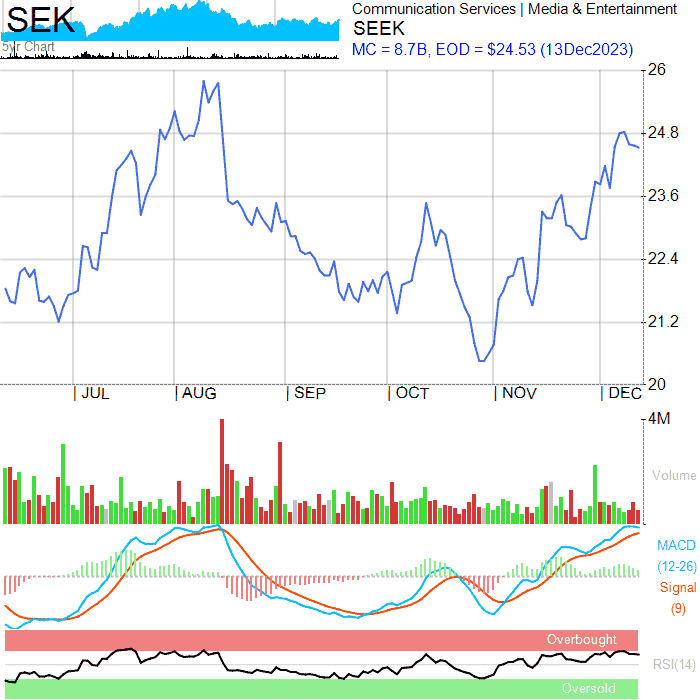 SEK
5yr Chart
Communication Services | Media & Entertainment
SEEK
MC = 8.7B, EOD = $24.53 (13Dec2023)
26
24.8
23.6
22.4
21.2
20
| JUL | AUG | SEP | OCT | NOV | DEC
4M
Volume
MACD
(12-26)
Signal
(9)
Overbought
RSI(14)
Oversold